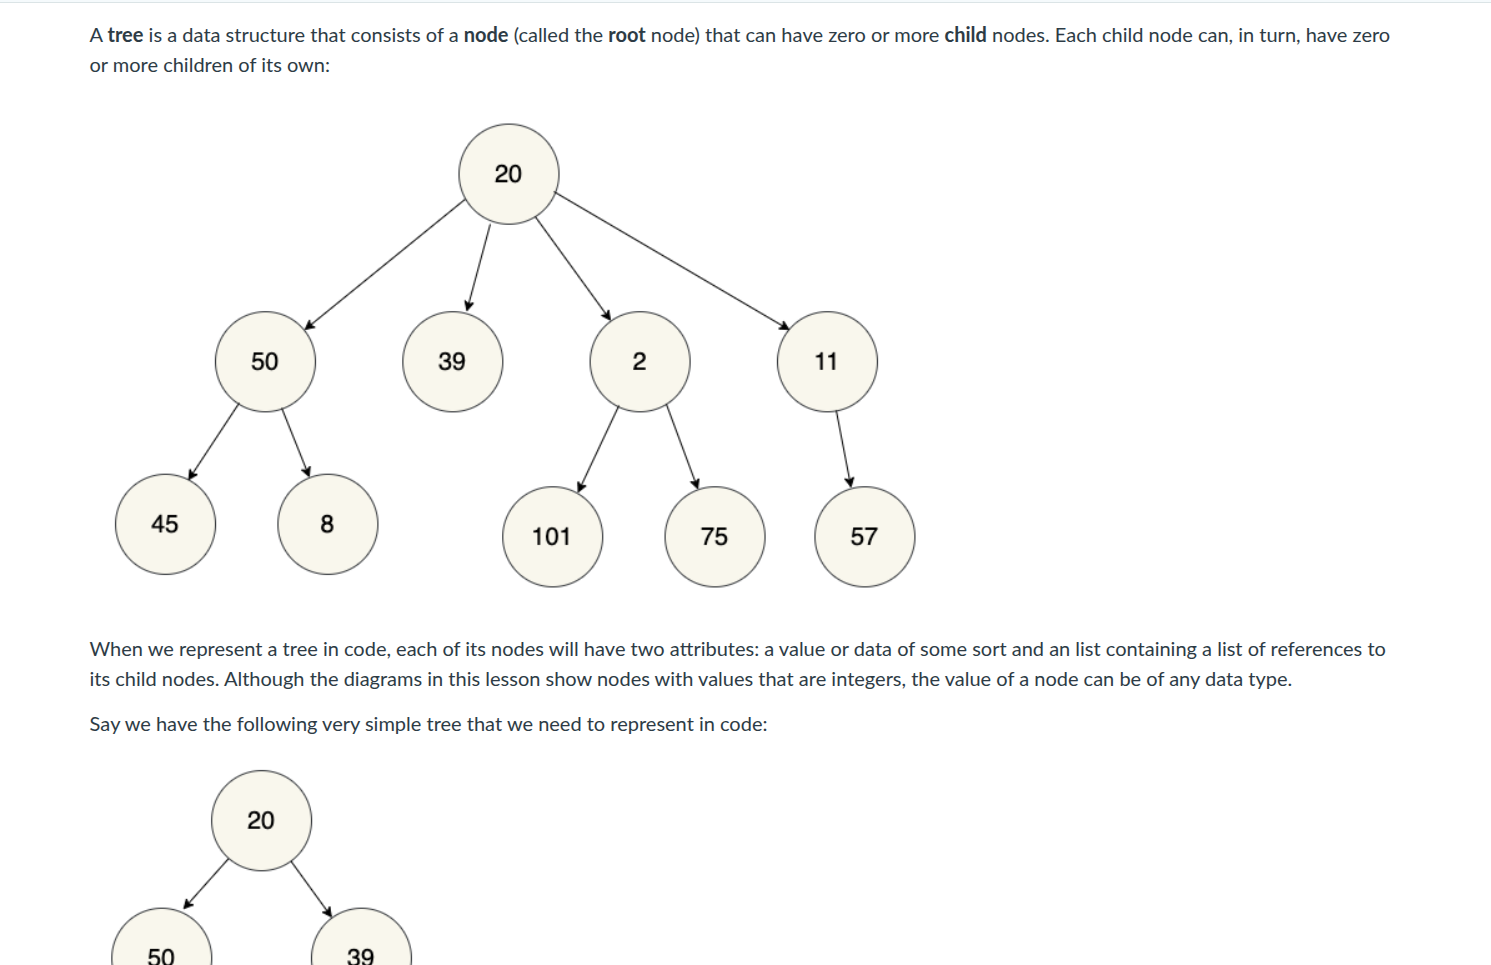 A tree is a data structure that consists of a node (called the root node) that can have zero or more child nodes. Each child node can, in turn, have zero
or more children of its own:
20
50 39 2 11
45 8 101 75 57
When we represent a tree in code, each of its nodes will have two attributes: a value or data of some sort and an list containing a list of references to
its child nodes. Although the diagrams in this lesson show nodes with values that are integers, the value of a node can be of any data type.
Say we have the following very simple tree that we need to represent in code:
20
50 39